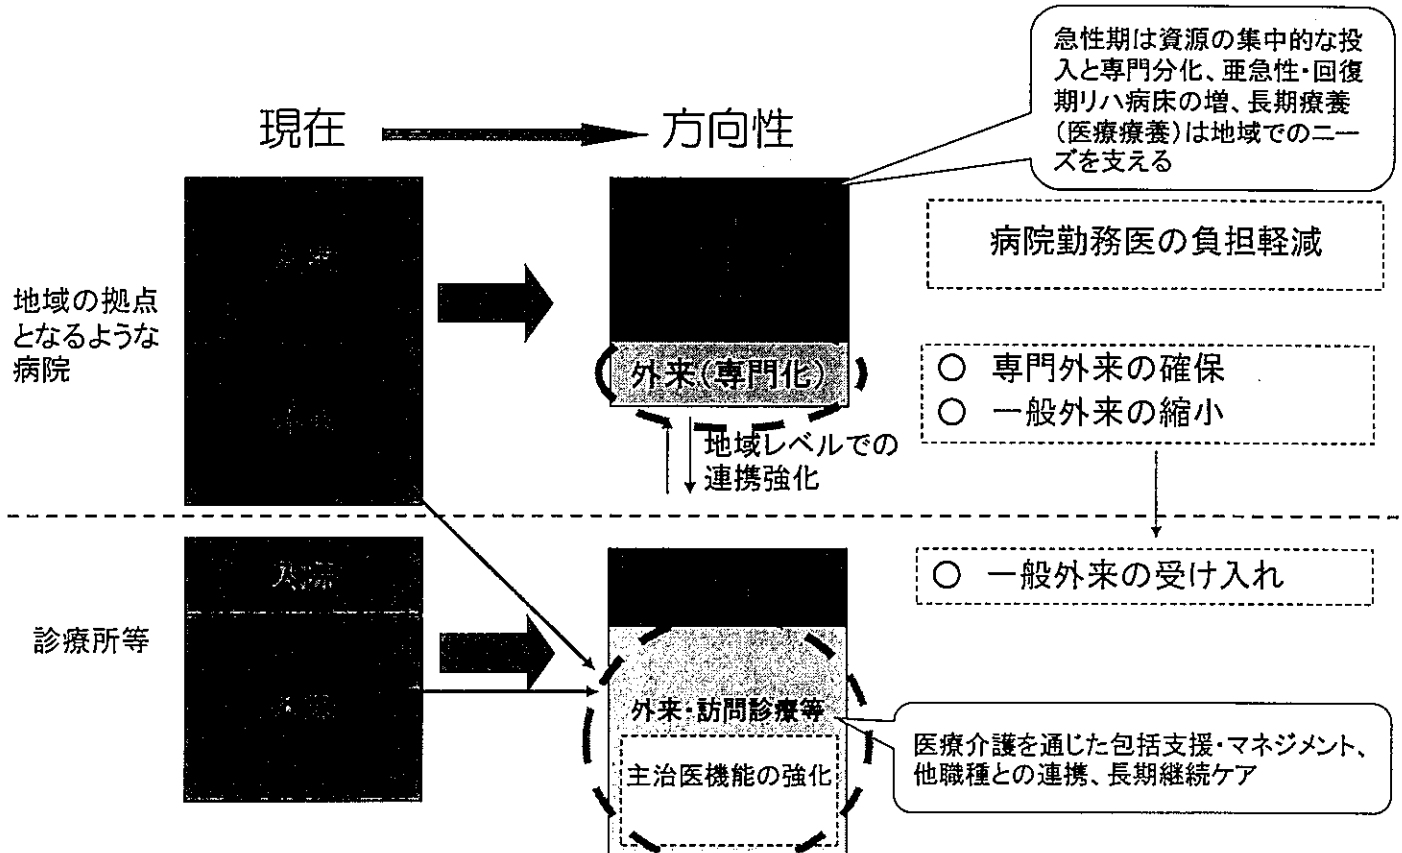 現在
方向性
急性期は資源の集中的な投
入と専門分化、亜急性・回復
期リハ病床の増、長期療養
(医療療養)は地域でのニー
ズを支える
病院勤務医の負担軽減
地域の拠点
となるような
病院
外来(専門化)
○ 専門外来の確保
○ 一般外来の縮小
地域レベルでの
連携強化
○ 一般外来の受け入れ
診療所等
外来・訪問診療等
主治医機能の強化
医療介護を通じた包括支援・マネジメント、
他職種との連携、長期継続ケア